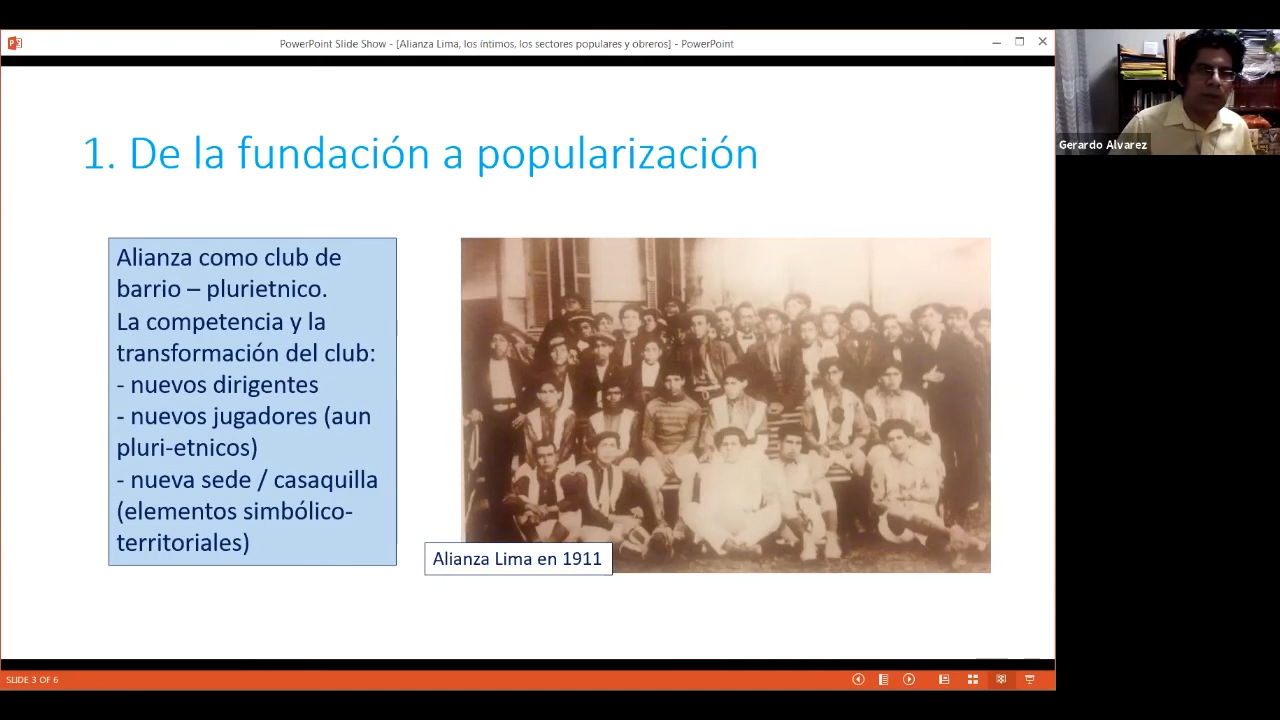 PowerPoint Slide Show - [Alianza Lima, los íntimos, los sectores populares y obreros] - PowerPoint
1. De la fundación a popularización
Alianza como club de
barrio – plurietnico.
La competencia y la
transformación del club:
- nuevos dirigentes
- nuevos jugadores (aun
pluri-etnicos)
- nueva sede / casaquilla
(elementos simbólico-
territoriales)
Alianza Lima en 1911
Gerardo Alvarez
SLIDE 3 OF 6